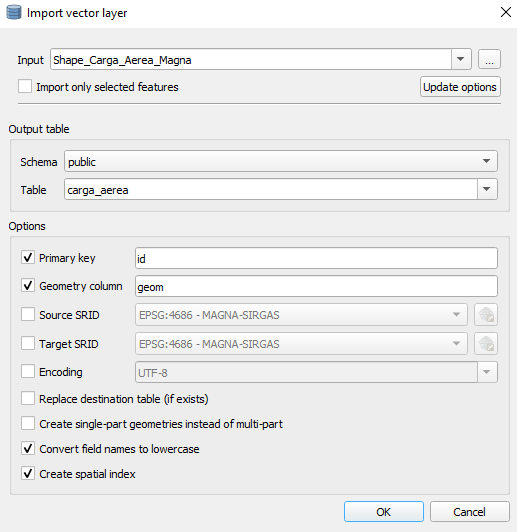 Import vector layer
Input Shape_Carga_Aerea_Magna ...
Import only selected features Update options
Output table
Schema public
Table carga_aerea
Options
Primary key id
Geometry column geom
Source SRID EPSG:4686 - MAGNA-SIRGAS
Target SRID EPSG:4686 - MAGNA-SIRGAS
Encoding UTF-8
Replace destination table (if exists)
Create single-part geometries instead of multi-part
Convert field names to lowercase
Create spatial index
OK Cancel